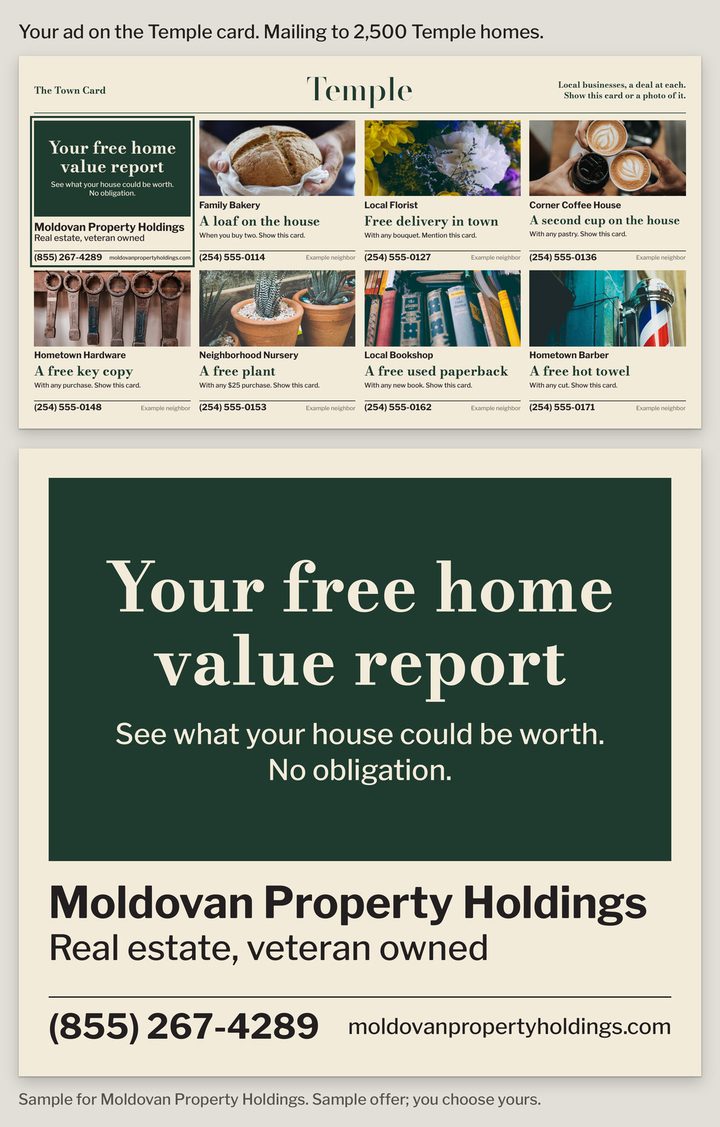 Your ad on the Temple card. Mailing to 2,500 Temple homes.
The Town Card
Temple
Local businesses, a deal at each.
Show this card or a photo of it.
Your free home
value report
See what your house could be worth.
No obligation.
Moldovan Property Holdings
Real estate, veteran owned
(855) 267-4289 moldovanpropertyholdings.com
Family Bakery
A loaf on the house
When you buy two. Show this card.
(254) 555-0114 Example neighbor
Local Florist
Free delivery in town
With any bouquet. Mention this card.
(254) 555-0127 Example neighbor
Corner Coffee House
A second cup on the house
With any pastry. Show this card.
(254) 555-0136 Example neighbor
Hometown Hardware
A free key copy
With any purchase. Show this card.
(254) 555-0148 Example neighbor
Neighborhood Nursery
A free plant
With any $25 purchase. Show this card.
(254) 555-0153 Example neighbor
Local Bookshop
A free used paperback
With any new book. Show this card.
(254) 555-0162 Example neighbor
Hometown Barber
A free hot towel
With any cut. Show this card.
(254) 555-0171 Example neighbor
Your free home
value report
See what your house could be worth.
No obligation.
Moldovan Property Holdings
Real estate, veteran owned
(855) 267-4289 moldovanpropertyholdings.com
Sample for Moldovan Property Holdings. Sample offer; you choose yours.